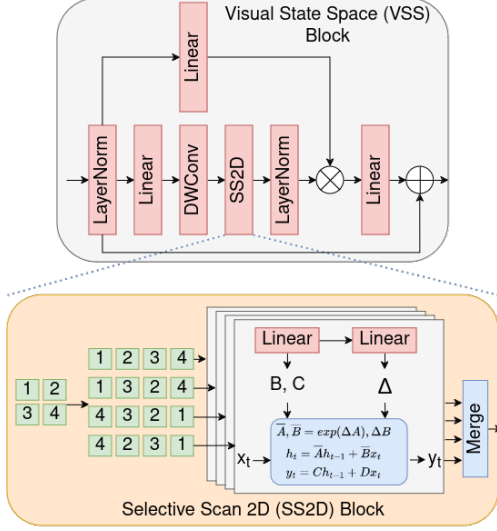 Visual State Space (VSS)
Block
Linear
LayerNorm
Linear
DWConv
SS2D
LayerNorm
Linear
Linear
Linear
1 2
3 4
1 2 3 4
1 3 2 4
4 3 2 1
4 2 3 1
B, C
Δ
x_t
A̅, B̅ = exp(ΔA), ΔB
h_t = A̅h_{t-1} + B̅x_t
y_t = Ch_{t-1} + Dx_t
y_t
Merge
Selective Scan 2D (SS2D) Block